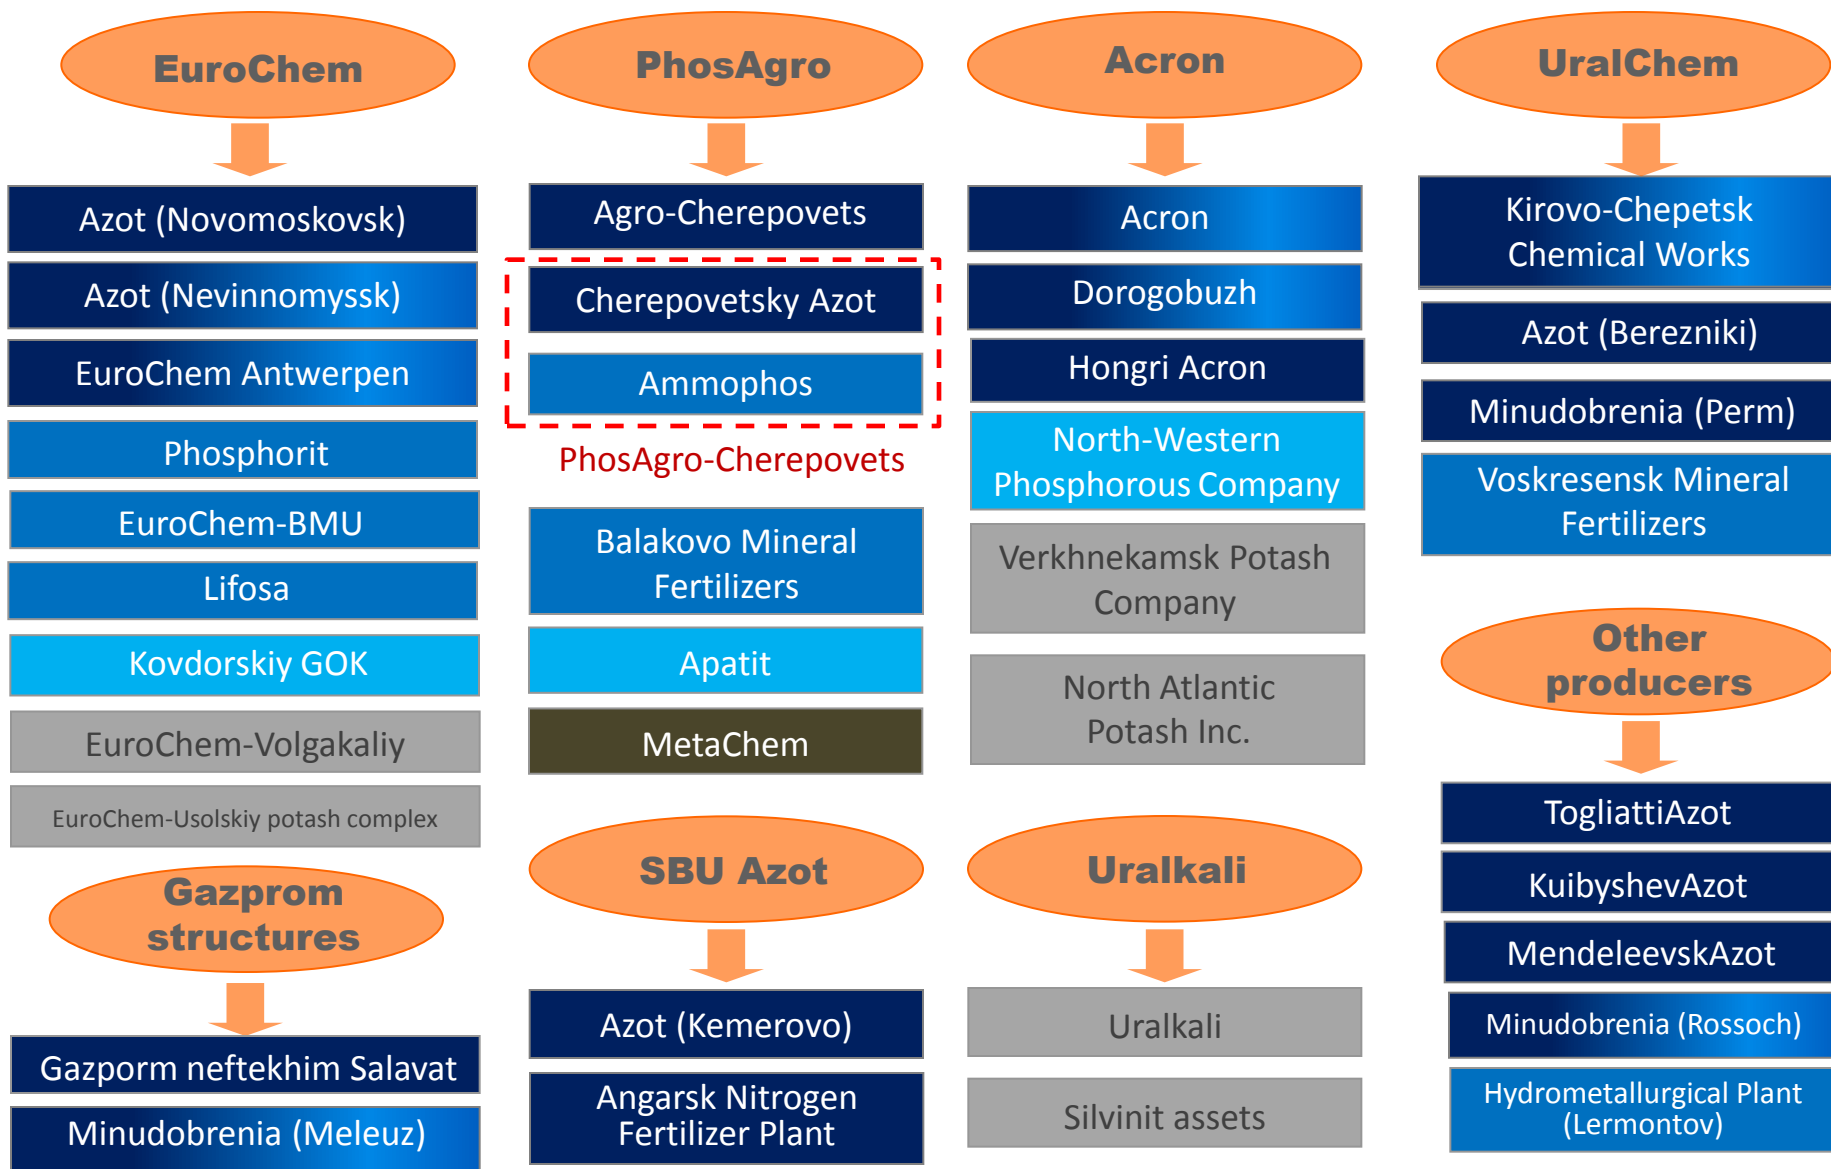 EuroChem
Azot (Novomoskovsk)
Azot (Nevinnomyssk)
EuroChem Antwerpen
Phosphorit
EuroChem-BMU
Lifosa
Kovdorskiy GOK
EuroChem-Volgakaliy
EuroChem-Usolskiy potash complex
PhosAgro
Agro-Cherepovets
Cherepovetsky Azot
Ammophos
PhosAgro-Cherepovets
Balakovo Mineral
Fertilizers
Apatit
MetaChem
Acron
Acron
Dorogobuzh
Hongri Acron
North-Western
Phosphorous Company
Verkhnekamsk Potash
Company
North Atlantic
Potash Inc.
UralChem
Kirovo-Chepetsk
Chemical Works
Azot (Berezniki)
Minudobrenia (Perm)
Voskresensk Mineral
Fertilizers
Gazprom
structures
Gazporm neftekhim Salavat
Minudobrenia (Meleuz)
SBU Azot
Azot (Kemerovo)
Angarsk Nitrogen
Fertilizer Plant
Uralkali
Uralkali
Silvinit assets
Other
producers
TogliattiAzot
KuibyshevAzot
MendeleevskAzot
Minudobrenia (Rossoch)
Hydrometallurgical Plant
(Lermontov)